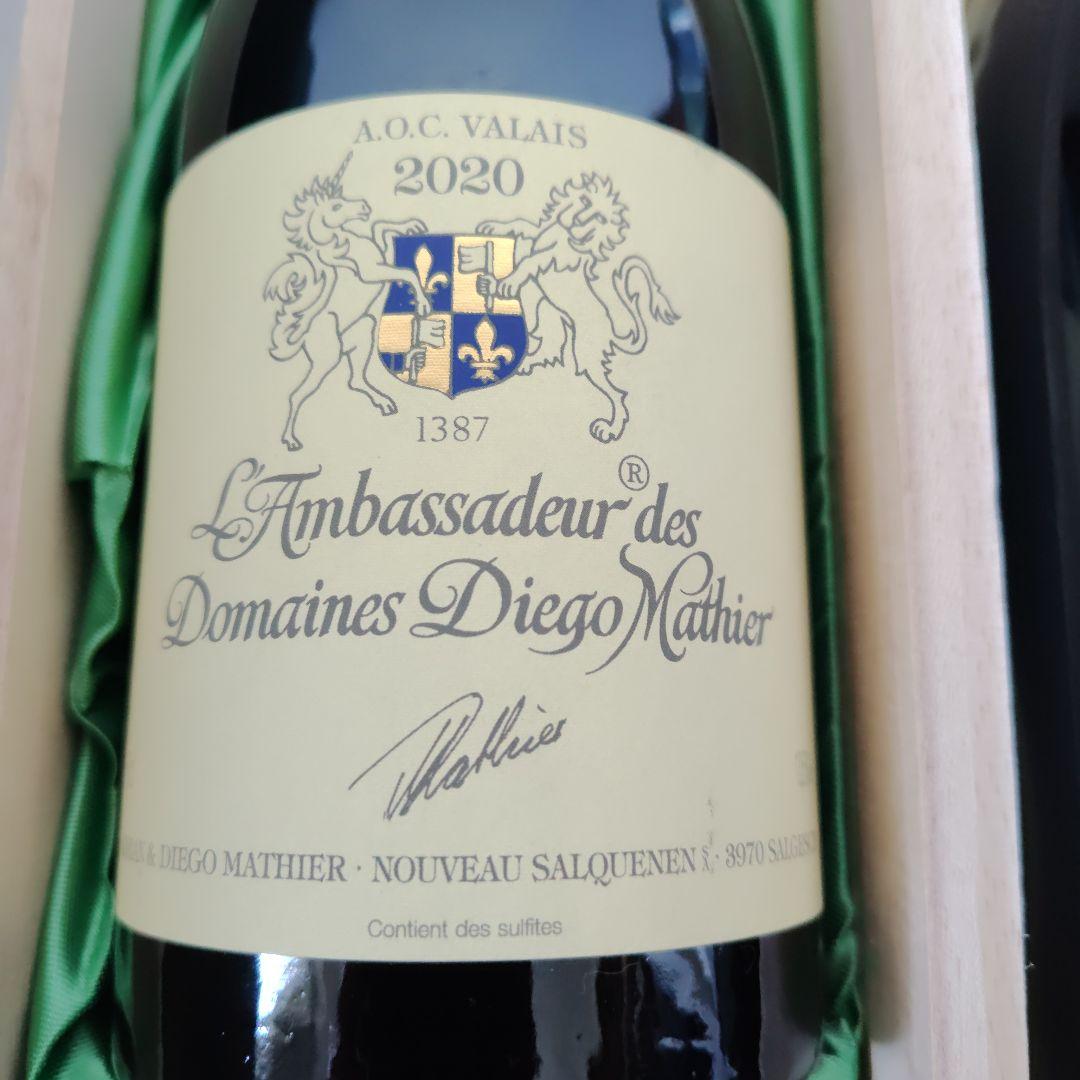 A.O.C. VALAIS
2020
1387
L'Ambassadeur® des
Domaines Diego Mathier
Mathier
& DIEGO MATHIER · NOUVEAU SALQUENEN · 3970
Contient des sulfites